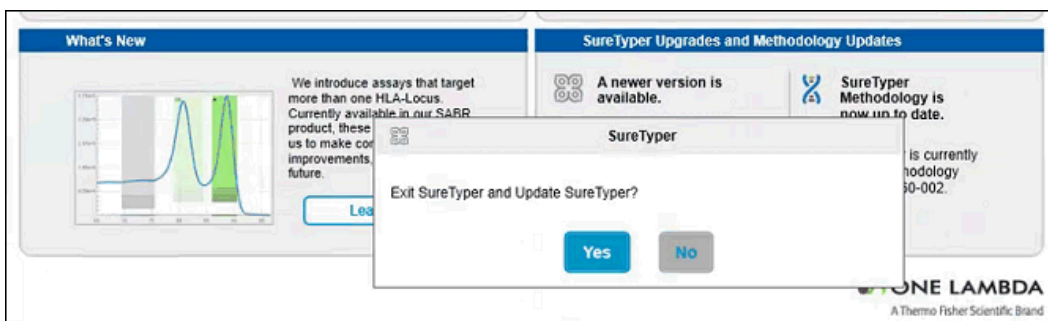 What's New
We introduce assays that target
more than one HLA-Locus.
Currently available in our SABR
product, these
us to make
improvements,
future.
SureTyper Upgrades and Methodology Updates
A newer version is
available.
SureTyper
Methodology is
now up to date.
is currently
SureTyper
Exit SureTyper and Update SureTyper?
Yes
No
ONE LAMBDA
A Thermo Fisher Scientific Brand